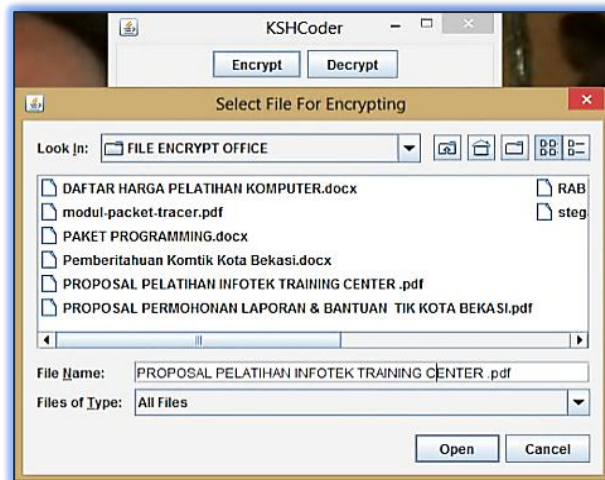 KSHCoder
Encrypt Decrypt
Select File For Encrypting
Look In: FILE ENCRYPT OFFICE
DAFTAR HARGA PELATIHAN KOMPUTER.docx RAB
modul-packet-tracer.pdf steg
PAKET PROGRAMMING.docx
Pemberitahuan Komtik Kota Bekasi.docx
PROPOSAL PELATIHAN INFOTEK TRAINING CENTER .pdf
PROPOSAL PERMOHONAN LAPORAN & BANTUAN TIK KOTA BEKASI.pdf
File Name: PROPOSAL PELATIHAN INFOTEK TRAINING CENTER .pdf
Files of Type: All Files
Open Cancel